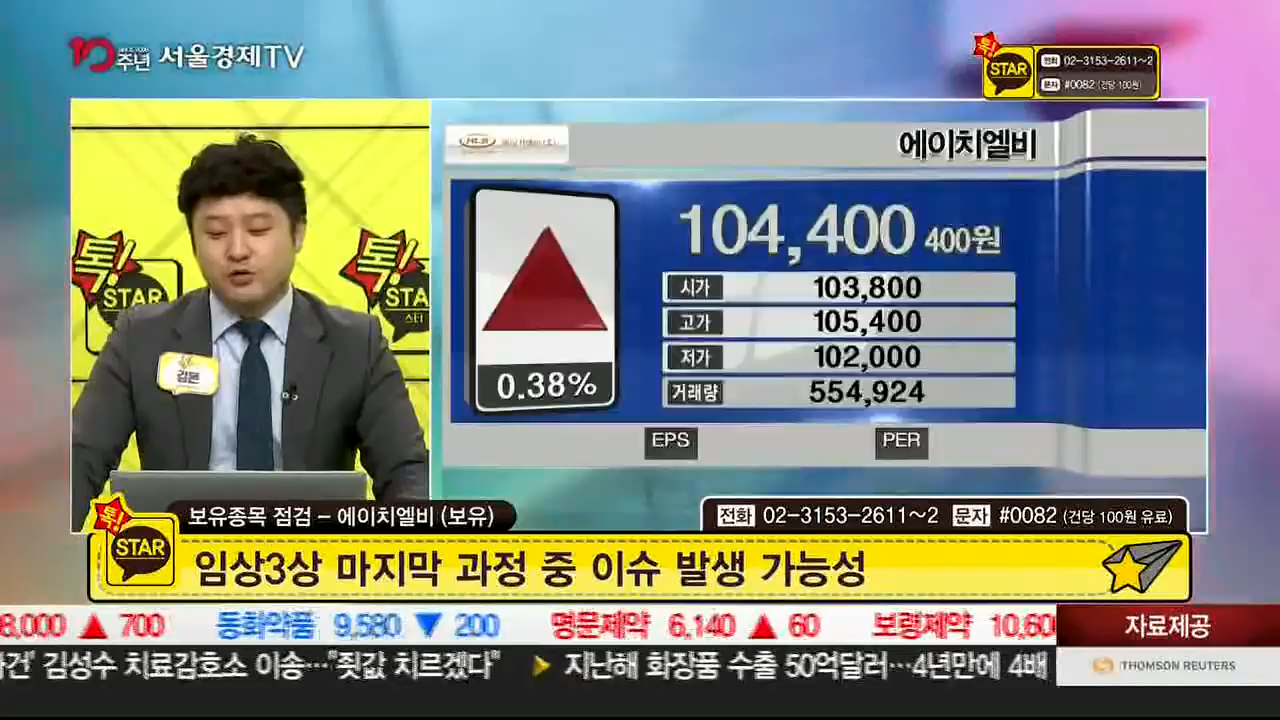 10주년 서울경제TV
톡! STAR
전화 02-3153-2611~2
문자 #0082 (건당 100원)
HLB
에이치엘비
104,400 400원
시가 103,800
고가 105,400
저가 102,000
거래량 554,924
0.38%
EPS PER
톡! STAR
톡! STAR
김본
보유종목 점검 – 에이치엘비 (보유)
전화 02-3153-2611~2 문자 #0082 (건당 100원 유료)
톡! STAR
임상3상 마지막 과정 중 이슈 발생 가능성
8,000 ▲ 700 동화약품 9,580 ▼ 200 명문제약 6,140 ▲ 60 보령제약 10,600
자료제공
사건' 김성수 치료감호소 이송…"죗값 치르겠다" 지난해 화장품 수출 50억달러…4년만에 4배
THOMSON REUTERS